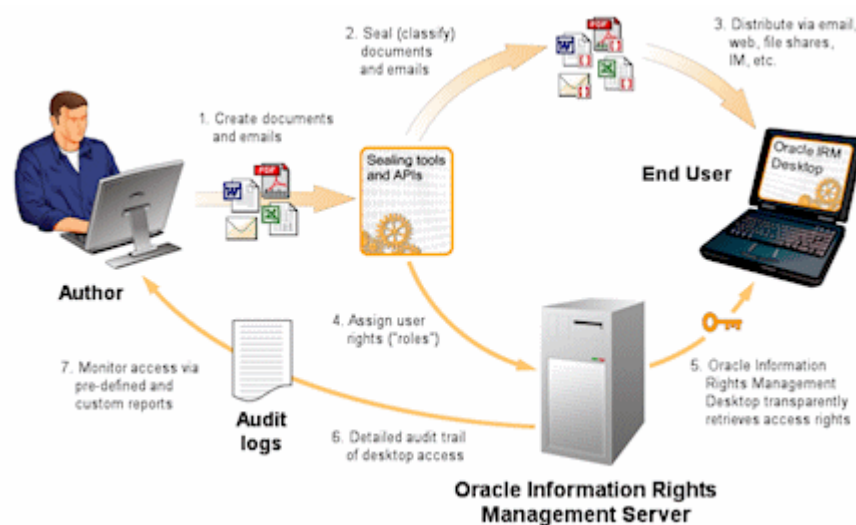 2. Seal (classify)
documents
and emails
3. Distribute via email,
web, file shares,
IM, etc.
1. Create documents
and emails
PDF
W
X
PDF
W
X
Sealing tools
and APIs
Oracle IRM
Desktop
End User
Author
4. Assign user
rights ("roles")
5. Oracle Information
Rights Management
Desktop transparently
retrieves access rights
7. Monitor access via
pre-defined and
custom reports
Audit
logs
6. Detailed audit trail
of desktop access
Oracle Information Rights
Management Server